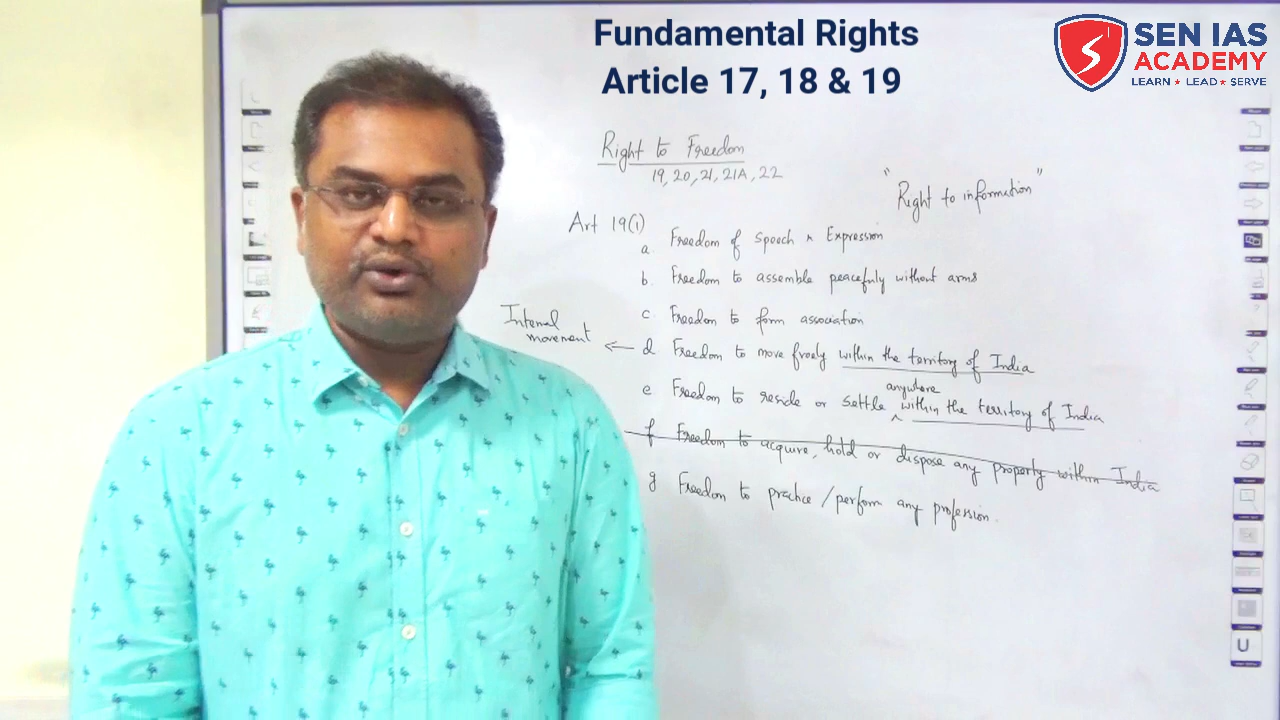 Fundamental Rights
Article 17, 18 & 19
SEN IAS
ACADEMY
LEARN ★ LEAD ★ SERVE
Right to Freedom
19, 20, 21, 21A, 22
"Right to information"
Art 19(1)
a Freedom of Speech & Expression
b. Freedom to assemble peacefuly without arms
c Freedom to form association
Internal movement ← d Freedom to move freely within the territory of India
anywhere
e Freedom to reside or settle ^ within the territory of India
f Freedom to acquire, hold or dispose any property within India
g Freedom to practice / perform any profession.
U